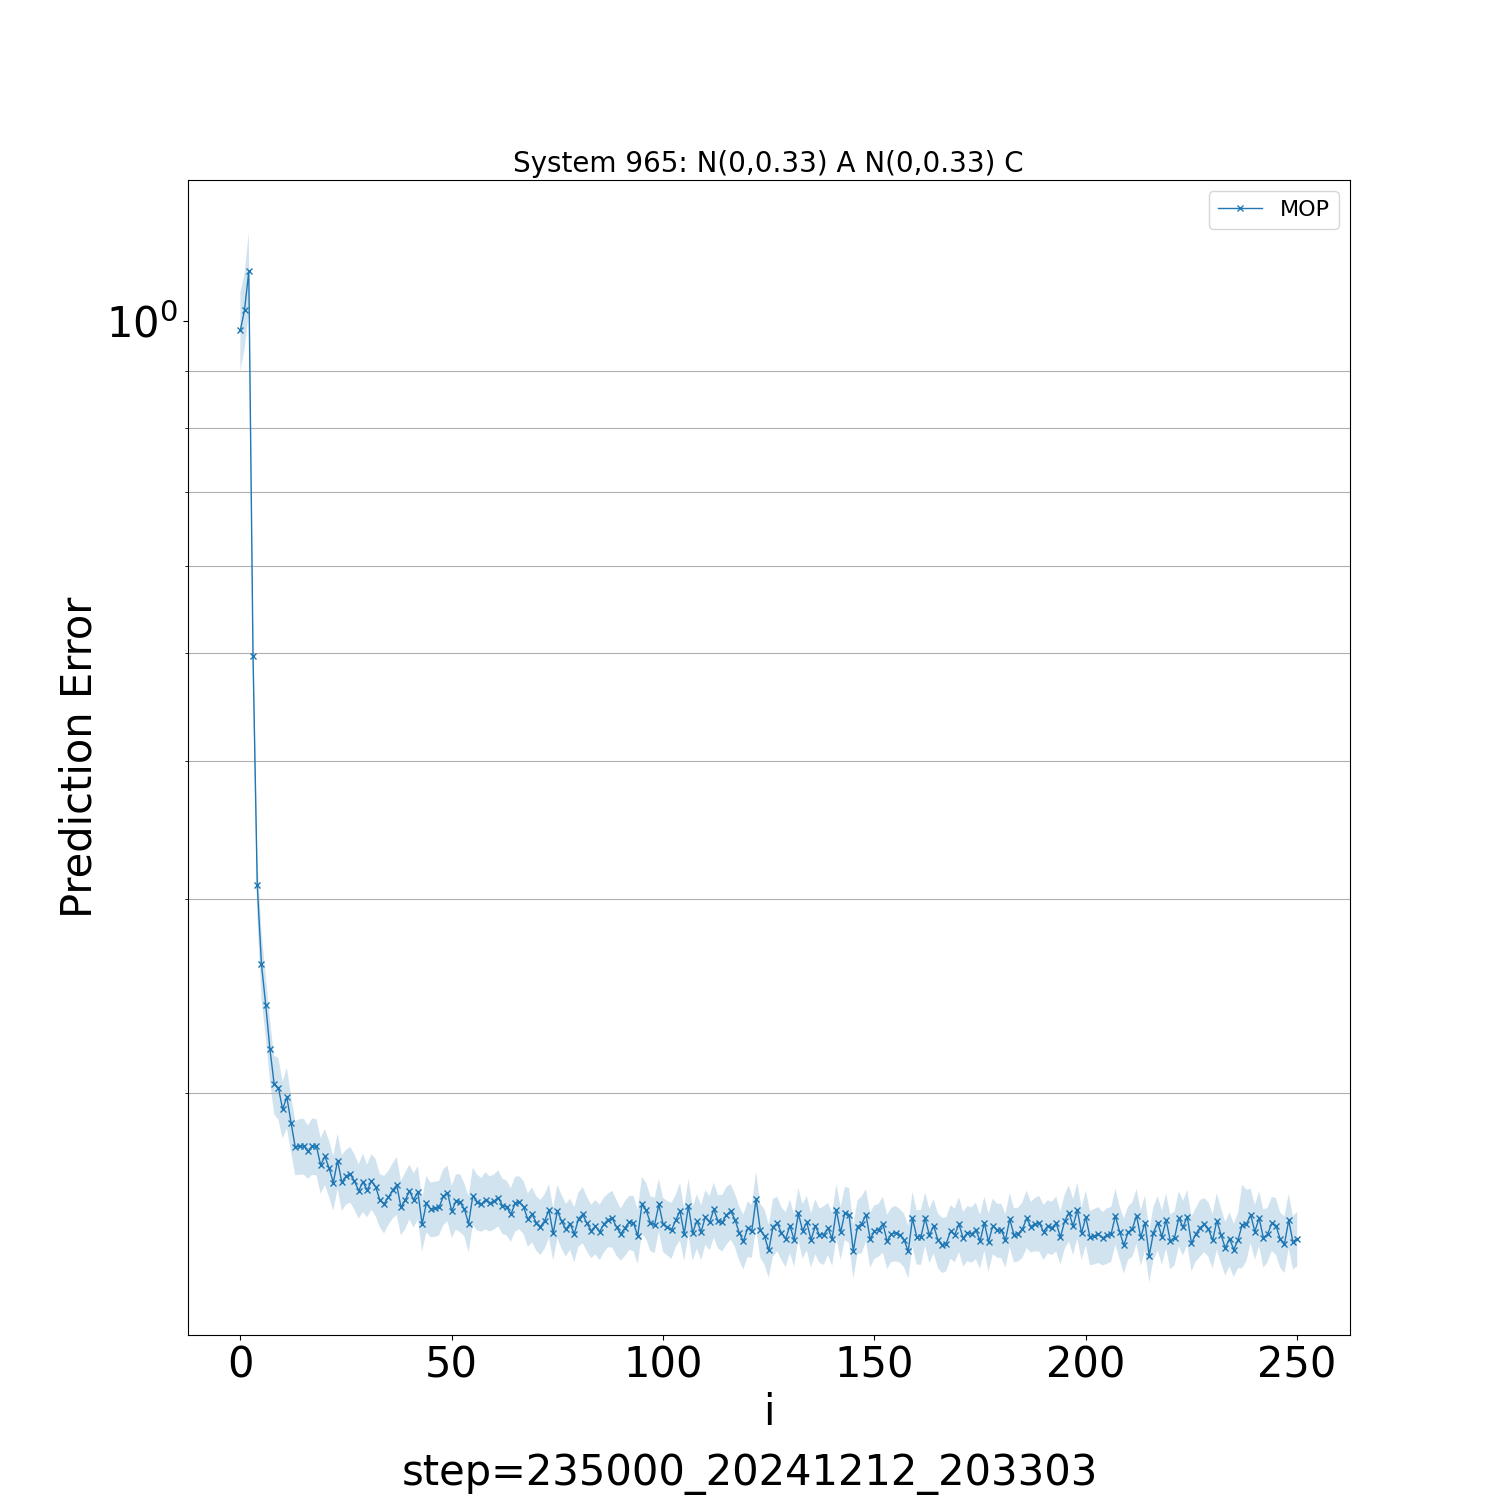 System 965: N(0,0.33) A N(0,0.33) C
MOP
10⁰
Prediction Error
0 50 100 150 200 250
i
step=235000_20241212_203303